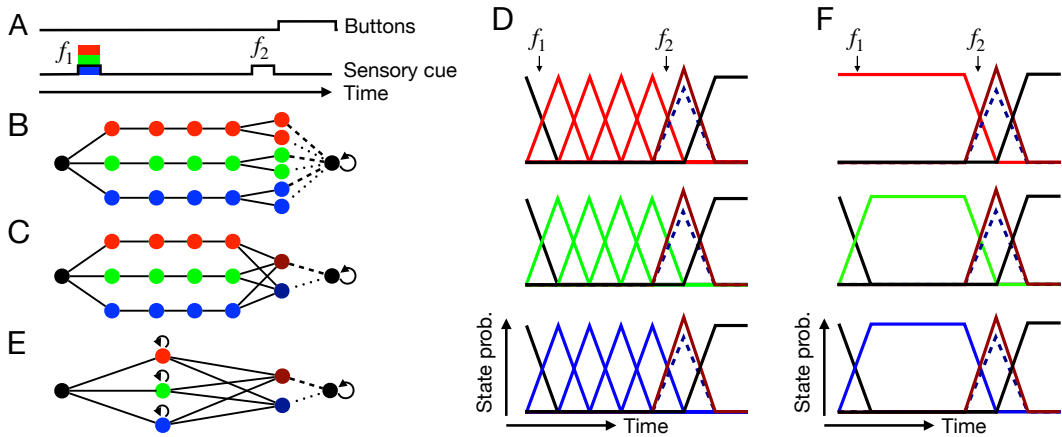 A
Buttons
f1
f2
Sensory cue
Time
B
C
E
D
f1
f2
State prob.
Time
F
f1
f2
State prob.
Time